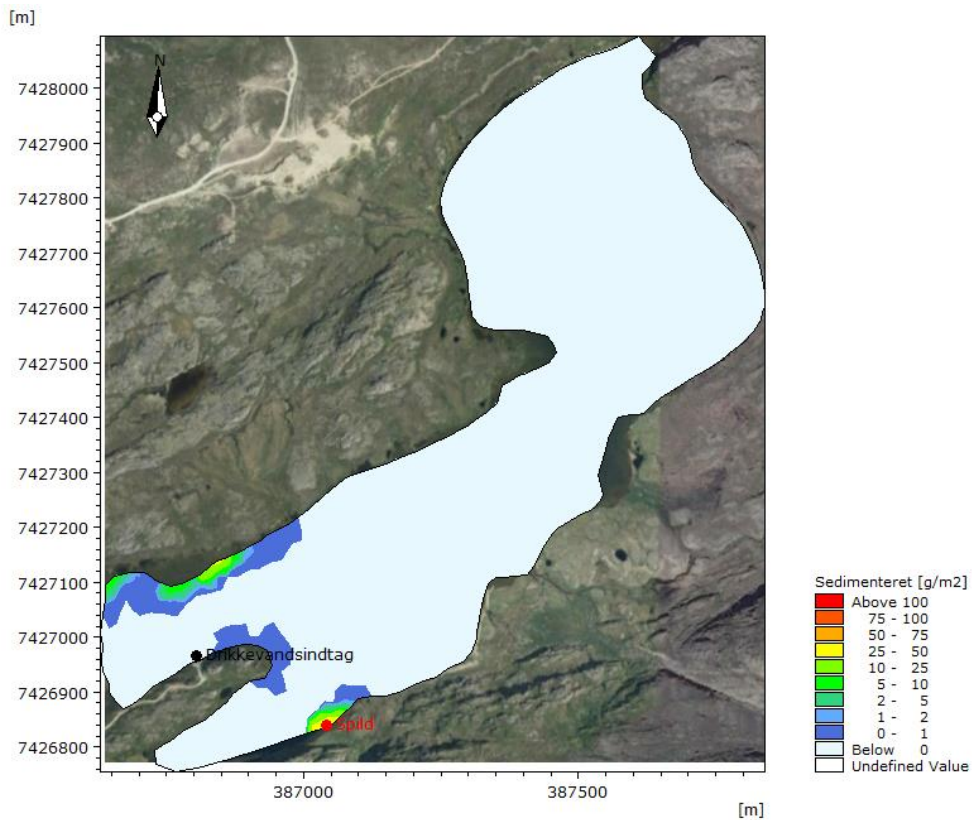 [m]
N
7428000
7427900
7427800
7427700
7427600
7427500
7427400
7427300
7427200
7427100
7427000
7426900
7426800
Drikkevandsindtag
Spild
387000
387500
[m]
Sedimenteret [g/m2]
Above 100
75 - 100
50 - 75
25 - 50
10 - 25
5 - 10
2 - 5
1 - 2
0 - 1
Below 0
Undefined Value